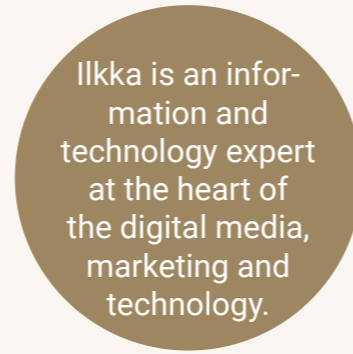 Ilkka is an infor-
mation and
technology expert
at the heart of
the digital media,
marketing and
technology.